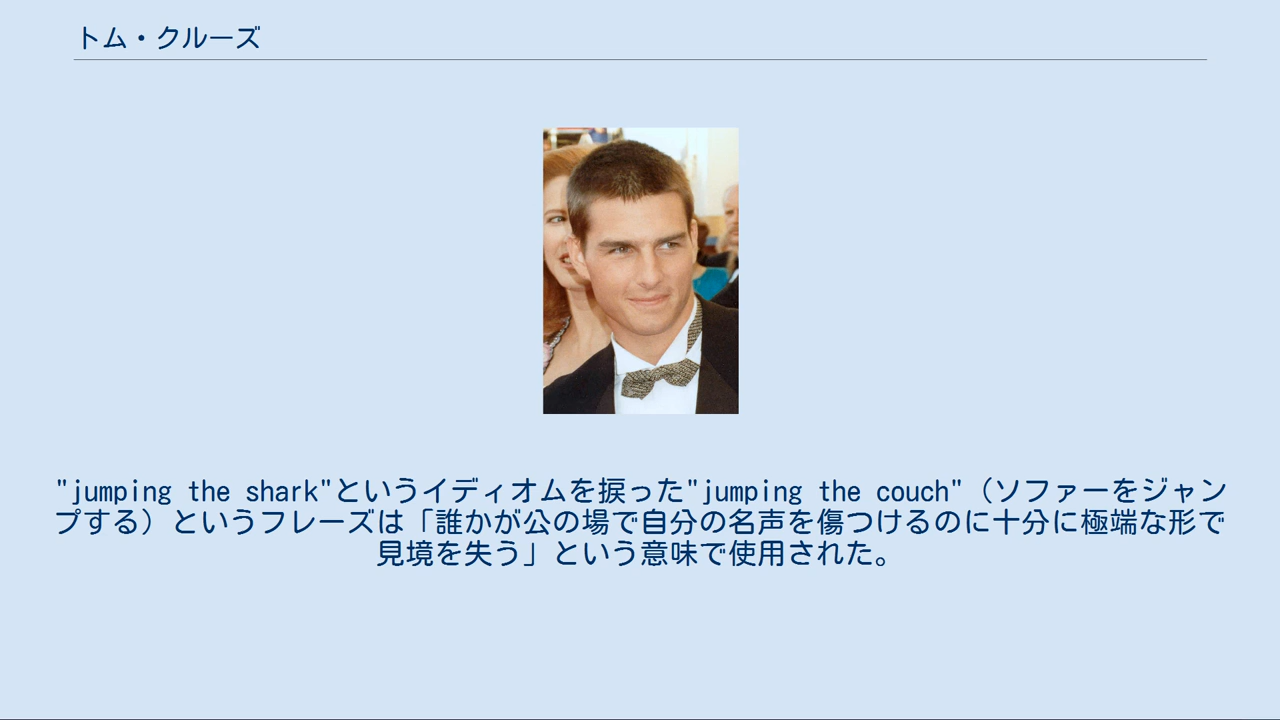 トム・クルーズ
"jumping the shark"というイディオムを捩った"jumping the couch"（ソファーをジャン
プする）というフレーズは「誰かが公の場で自分の名声を傷つけるのに十分に極端な形で
見境を失う」という意味で使用された。